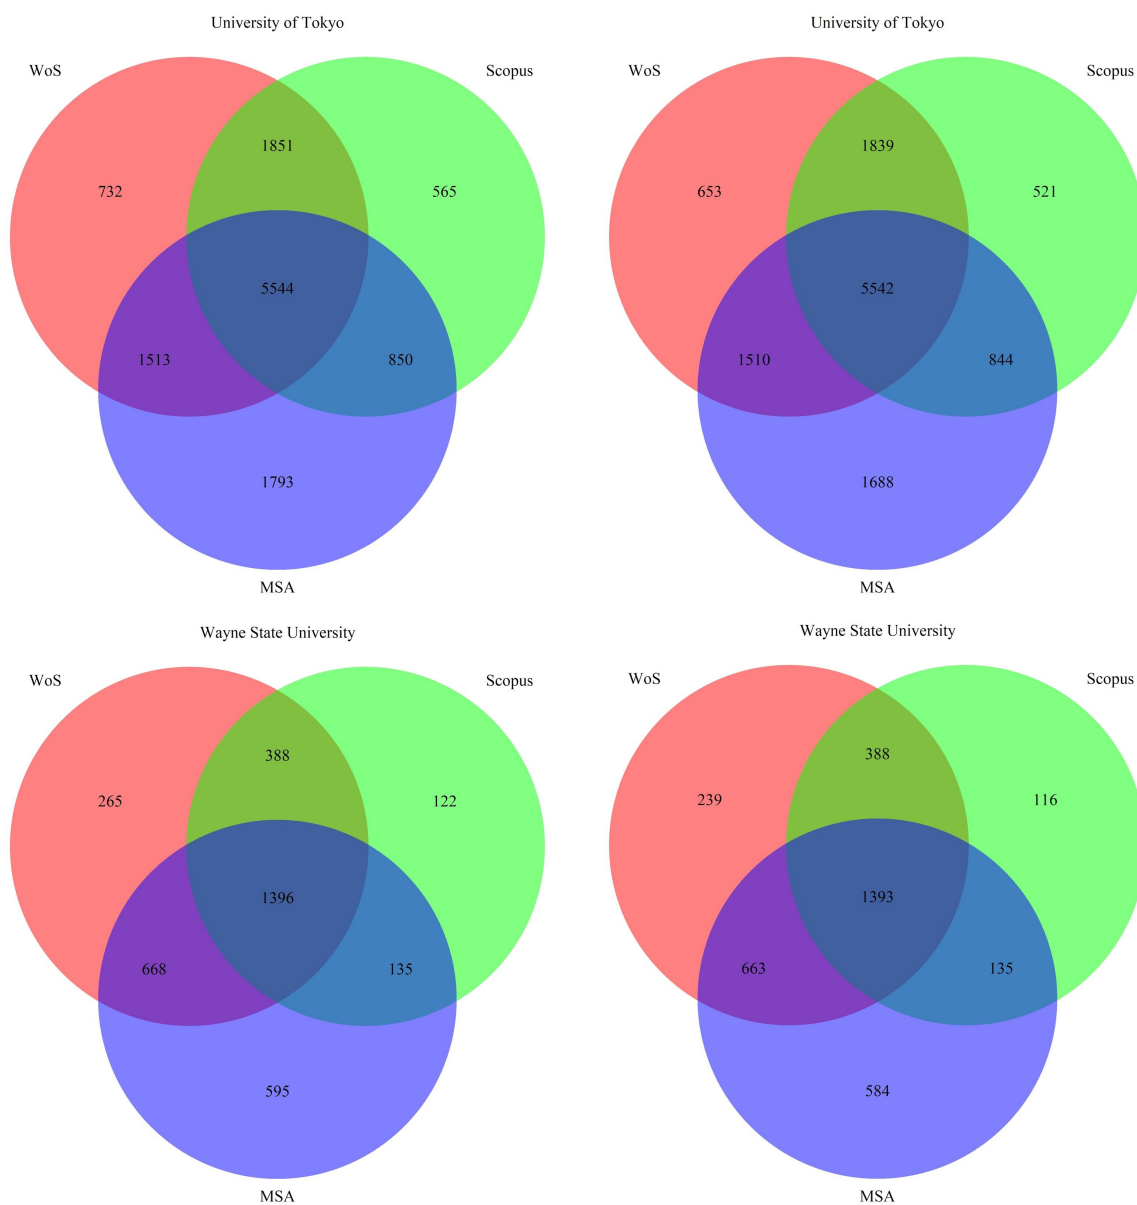 University of Tokyo
WoS
Scopus
1851
732
565
5544
1513
850
1793
MSA
University of Tokyo
WoS
Scopus
1839
653
521
5542
1510
844
1688
MSA
Wayne State University
WoS
Scopus
388
265
122
1396
668
135
595
MSA
Wayne State University
WoS
Scopus
388
239
116
1393
663
135
584
MSA